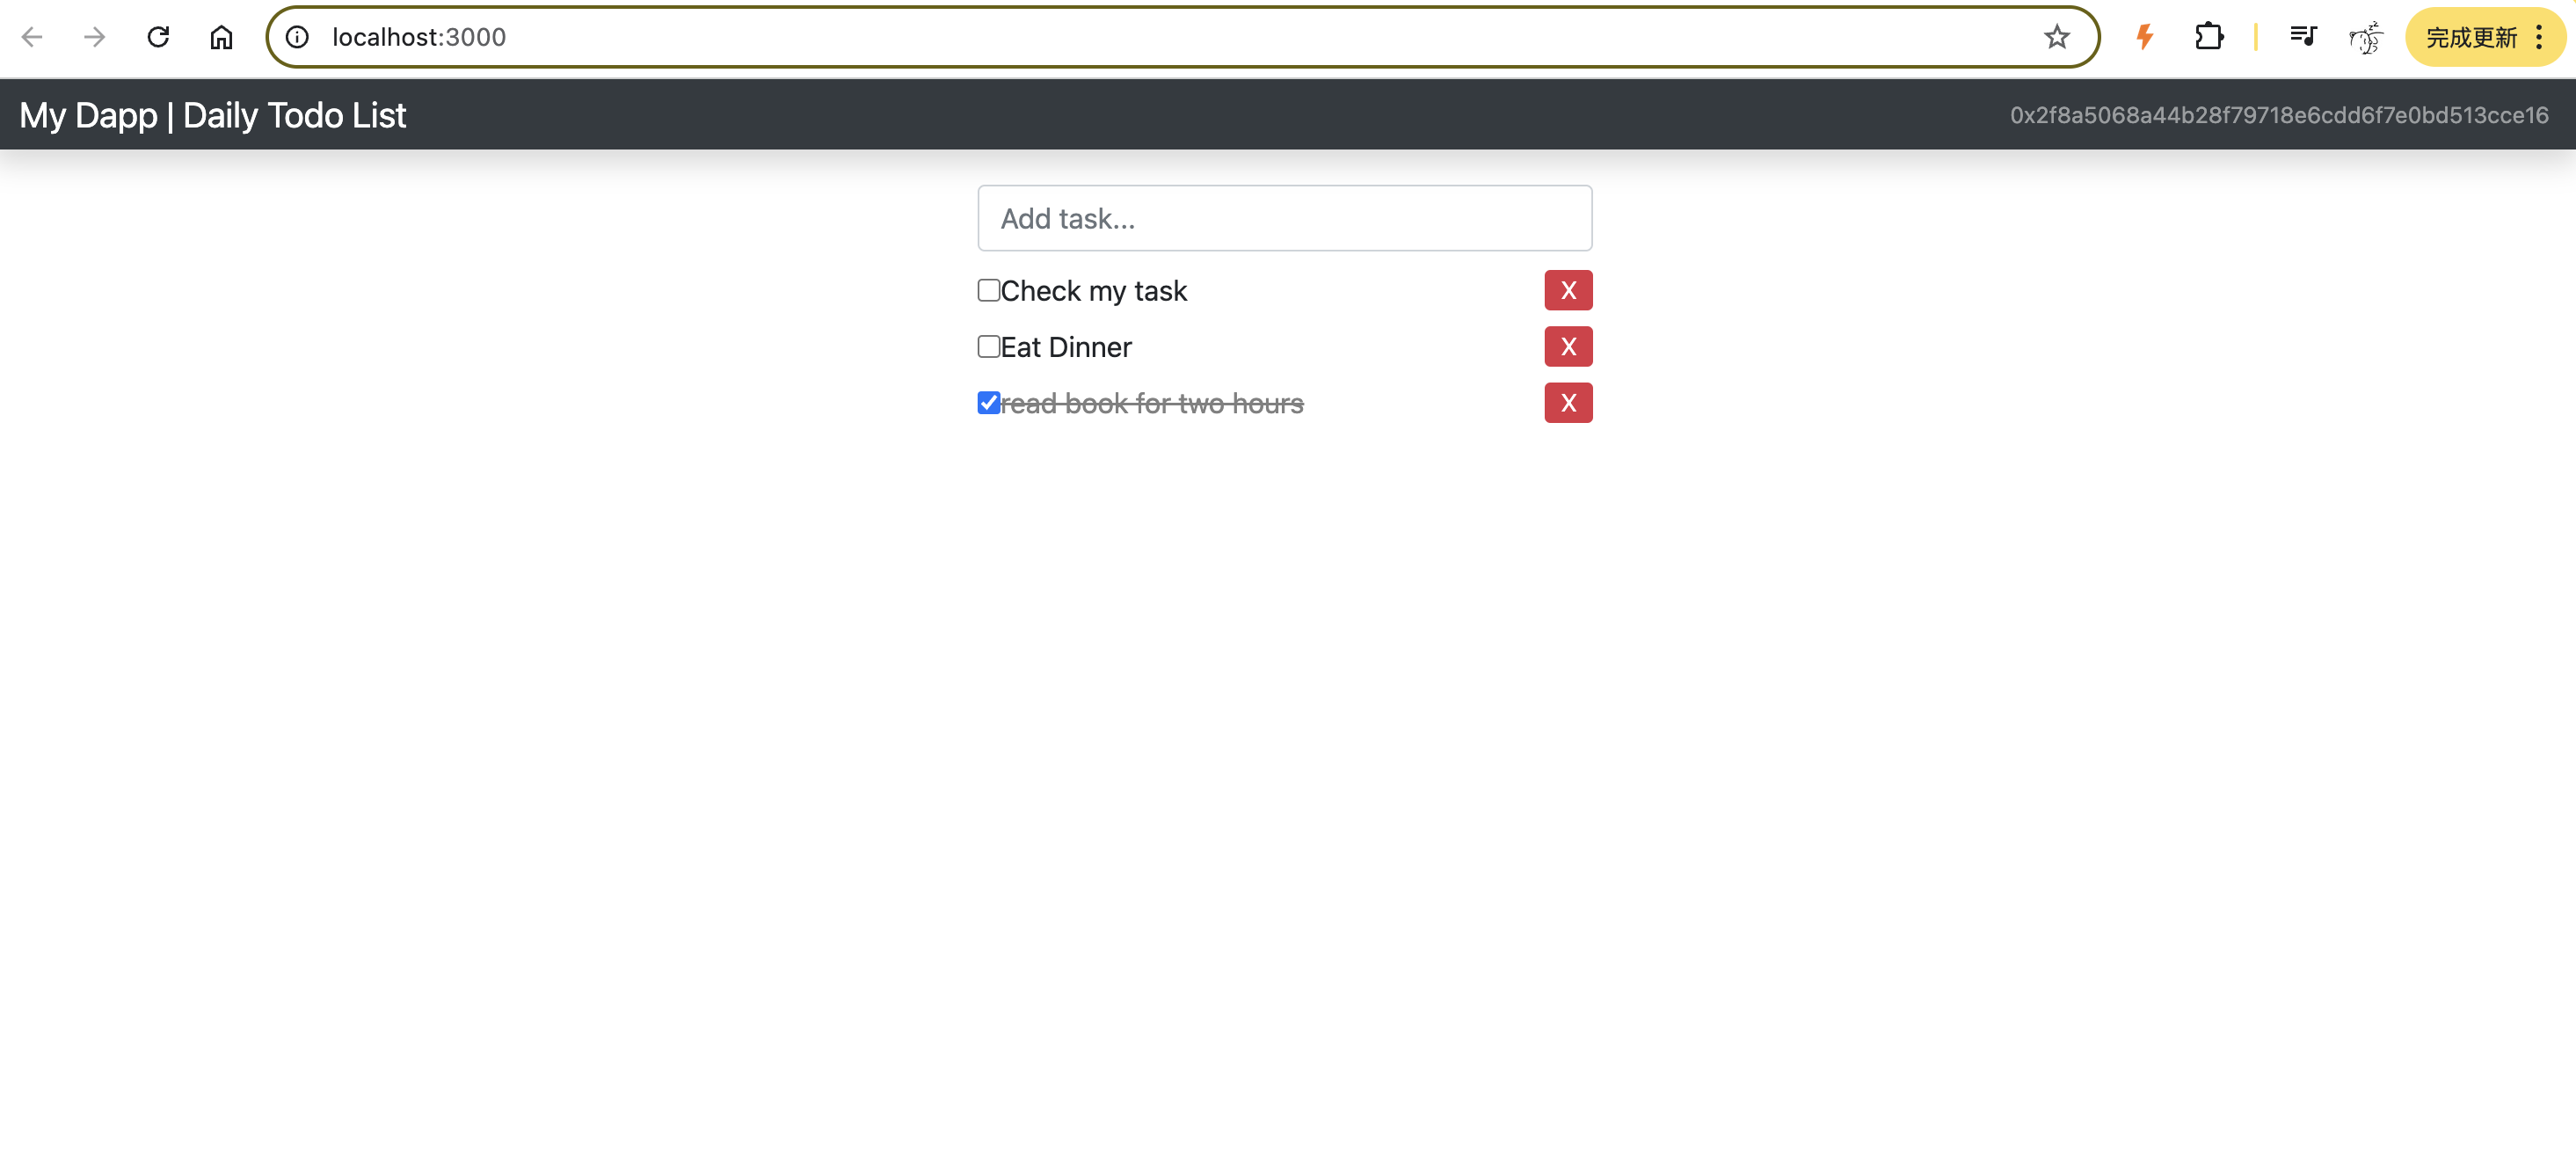 localhost:3000
完成更新
My Dapp | Daily Todo List
0x2f8a5068a44b28f79718e6cdd6f7e0bd513cce16
Add task...
Check my task X
Eat Dinner X
read book for two hours X